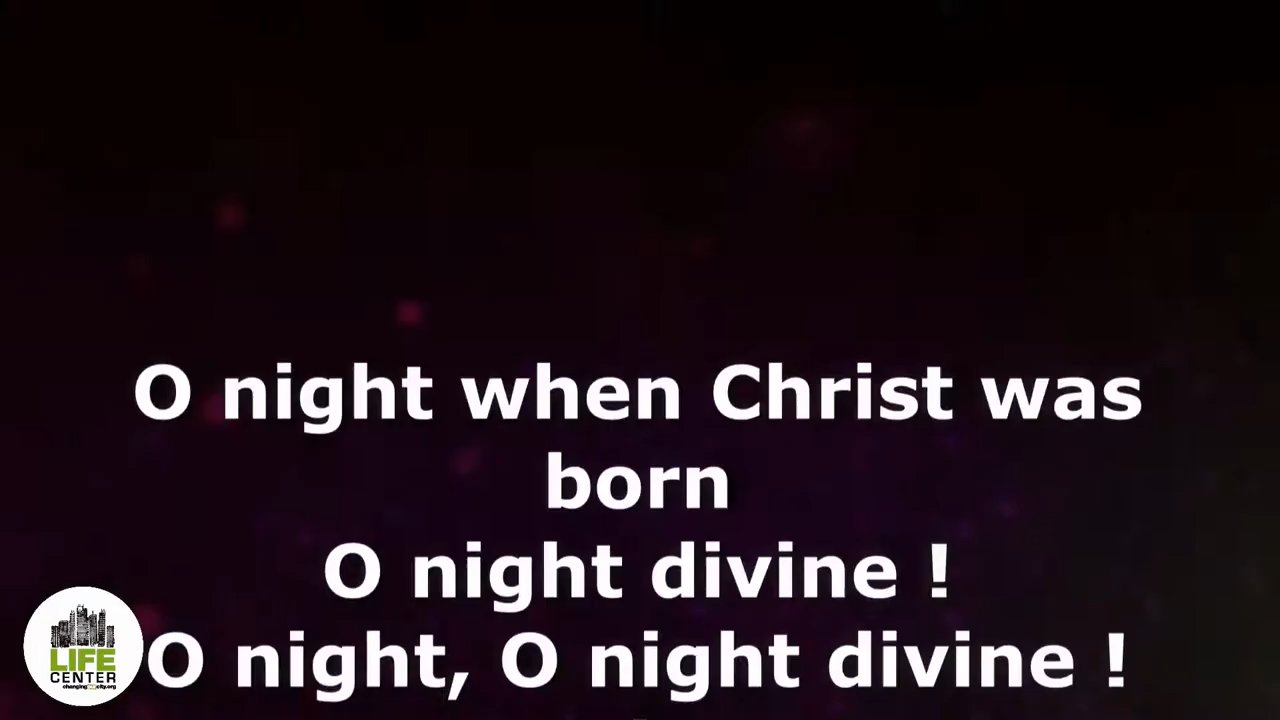 O night when Christ was
born
O night divine !
O night, O night divine !
LIFE
CENTER